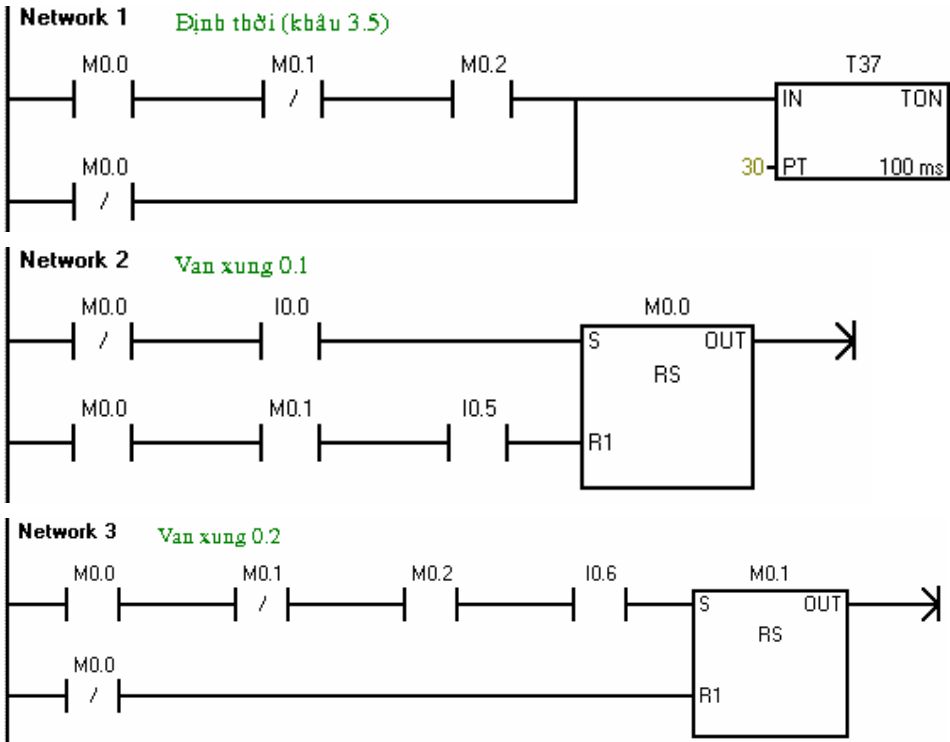 Network 1 Định thời (khâu 3.5)
M0.0 M0.1 M0.2 T37
/ IN TON
M0.0 30 PT 100 ms
/
Network 2 Van xung 0.1
M0.0 I0.0 M0.0
/ S OUT
RS
M0.0 M0.1 I0.5
R1
Network 3 Van xung 0.2
M0.0 M0.1 M0.2 I0.6 M0.1
/ S OUT
RS
M0.0
/ R1